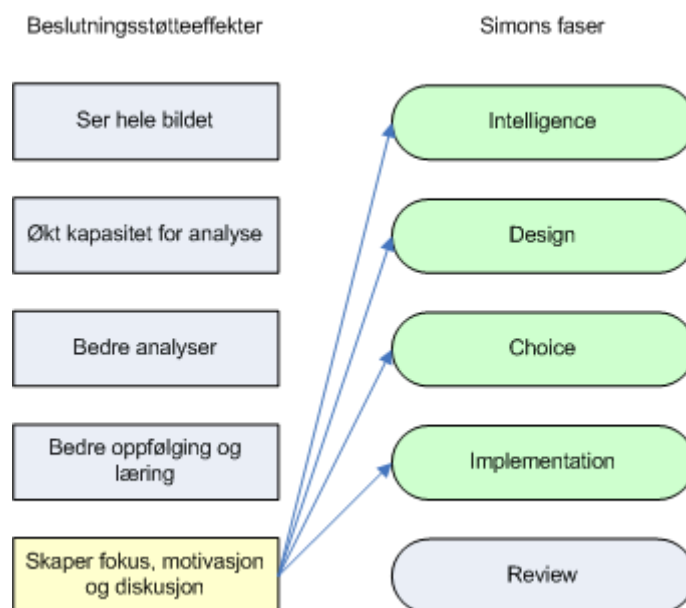 Beslutningsstøtteeffekter
Simons faser
Ser hele bildet
Intelligence
Økt kapasitet for analyse
Design
Bedre analyser
Choice
Bedre oppfølging og
læring
Implementation
Skaper fokus, motivasjon
og diskusjon
Review